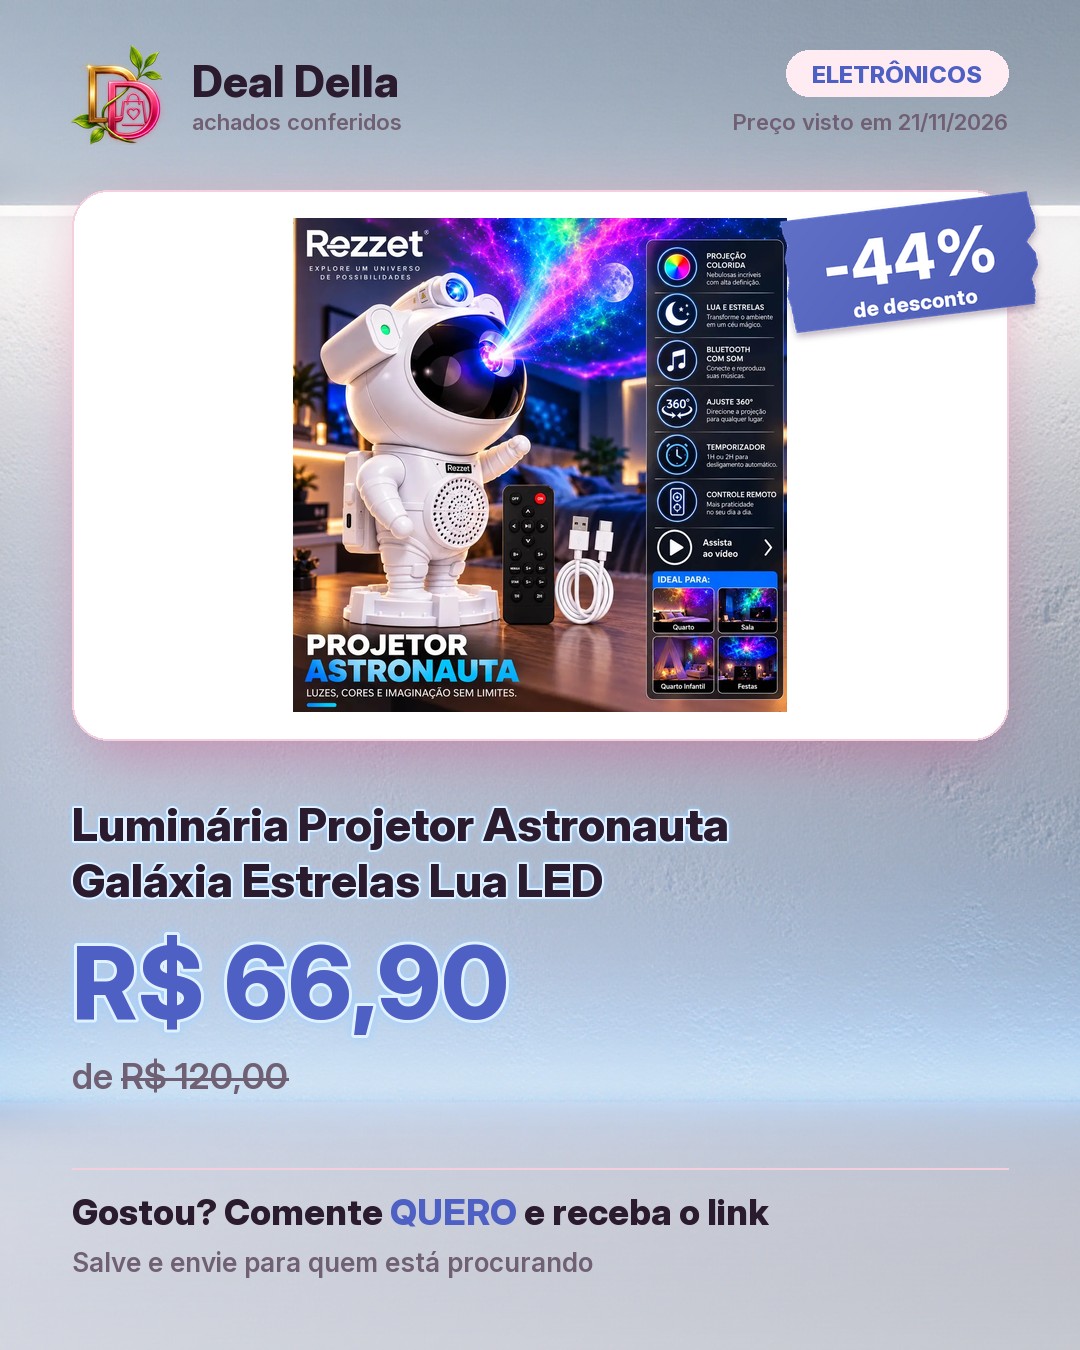 Deal Della
achados conferidos
ELETRÔNICOS
Preço visto em 21/11/2026
-44%
de desconto
Rezzet®
EXPLORE UM UNIVERSO
DE POSSIBILIDADES
PROJEÇÃO
COLORIDA
Nebulosas incríveis
com alta definição.
LUA E ESTRELAS
Transforme o ambiente
em um céu mágico.
BLUETOOTH
COM SOM
Conecte e reproduza
suas músicas.
360°
AJUSTE 360°
Direcione a projeção
para qualquer lugar.
TEMPORIZADOR
1H ou 2H para
desligamento automático.
CONTROLE REMOTO
Mais praticidade
no seu dia a dia.
Assista
ao vídeo
IDEAL PARA:
Quarto
Sala
Quarto Infantil
Festas
Rezzet
OFF
ON
PROJETOR
ASTRONAUTA
LUZES, CORES E IMAGINAÇÃO SEM LIMITES.
Luminária Projetor Astronauta
Galáxia Estrelas Lua LED
R$ 66,90
de R$ 120,00
Gostou? Comente QUERO e receba o link
Salve e envie para quem está procurando